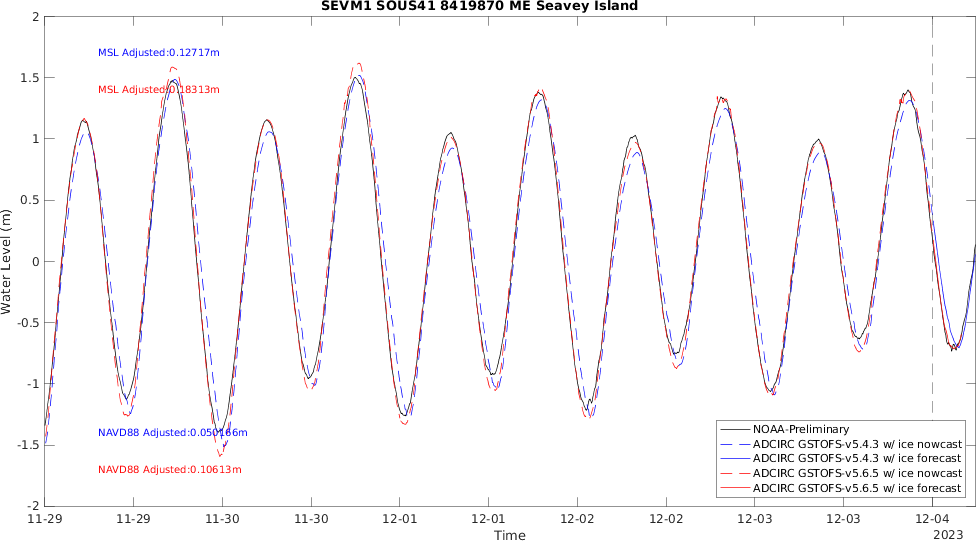 SEVM1 SOUS41 8419870 ME Seavey Island
2
1.5
1
0.5
0
-0.5
-1
-1.5
-2
Water Level (m)
MSL Adjusted:0.12717m
MSL Adjusted:0.18313m
NAVD88 Adjusted:0.050166m
NAVD88 Adjusted:0.10613m
NOAA-Preliminary
ADCIRC GSTOFS-v5.4.3 w/ ice nowcast
ADCIRC GSTOFS-v5.4.3 w/ ice forecast
ADCIRC GSTOFS-v5.6.5 w/ ice nowcast
ADCIRC GSTOFS-v5.6.5 w/ ice forecast
11-29 11-29 11-30 11-30 12-01 12-01 12-02 12-02 12-03 12-03 12-04
2023
Time